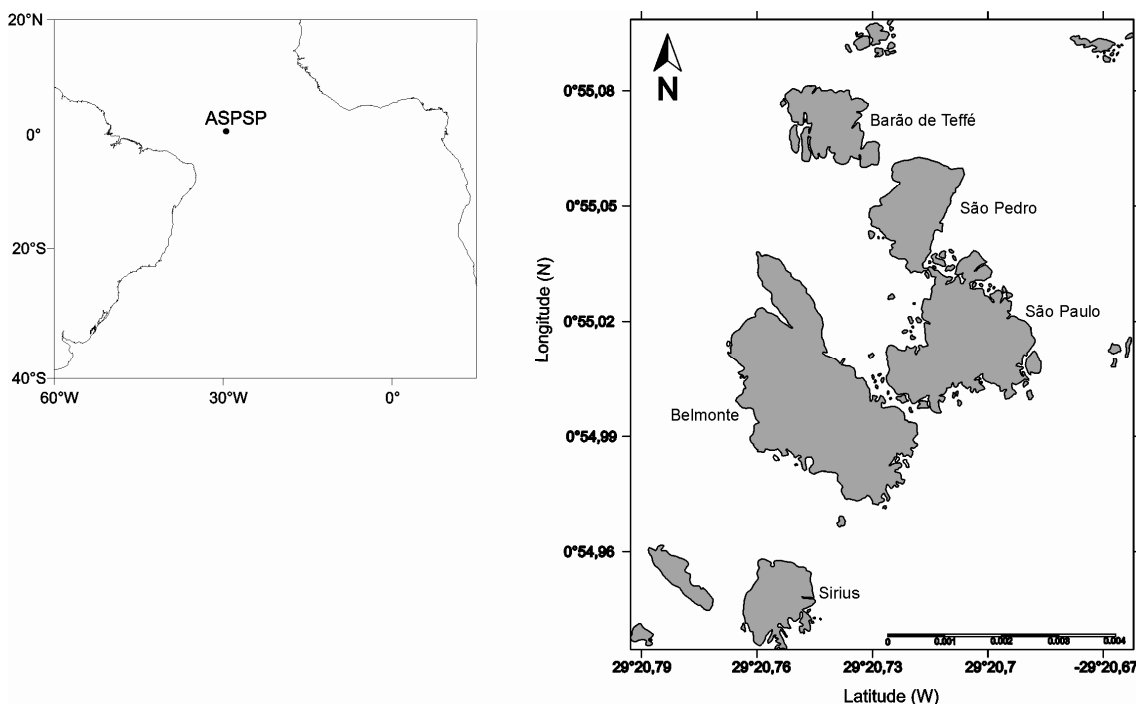 20°N
0°
20°S
40°S
60°W
30°W
0°
ASPSP
N
Barão de Teffé
São Pedro
São Paulo
Belmonte
Sirius
Longitude (N)
0°55,08
0°55,05
0°55,02
0°54,99
0°54,96
0 0.001 0.002 0.003 0.004
29°20,79 29°20,76 29°20,73 29°20,7 -29°20,67
Latitude (W)